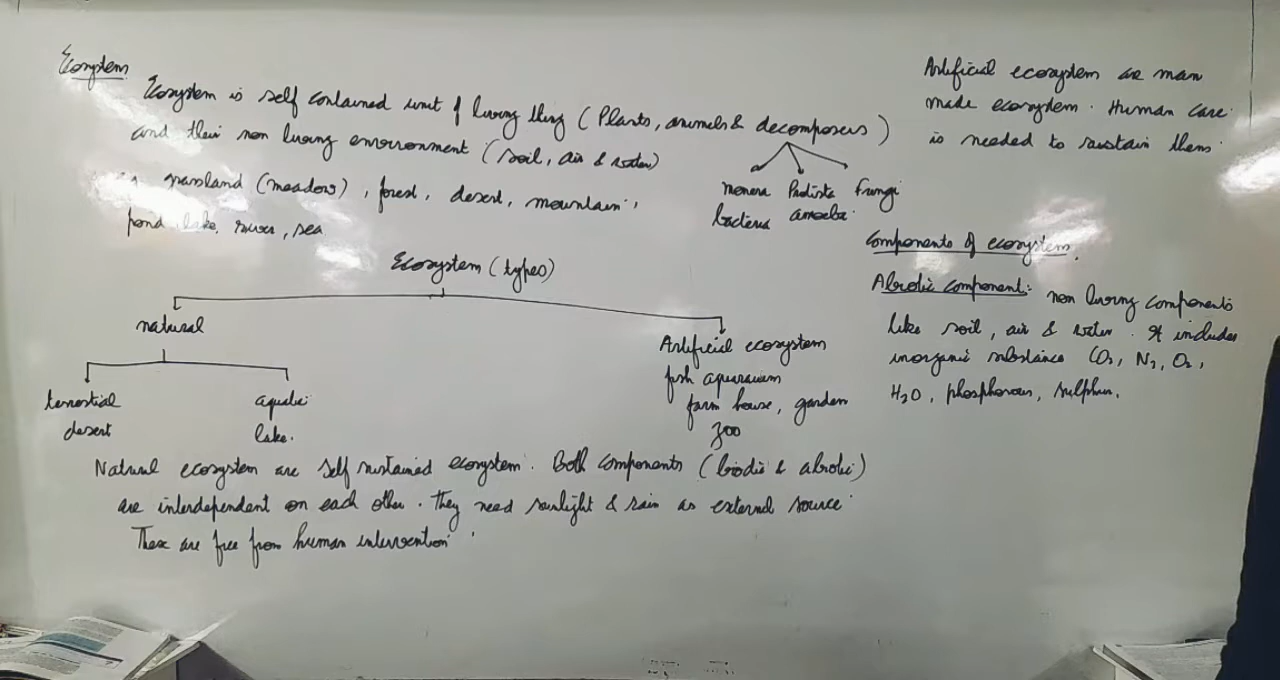 Ecosystem
Ecosystem is self contained unit of living thing (Plants, animals & decomposers)
and their non living environment (soil, air & water)
grassland (meadow), forest, desert, mountain,
pond, lake, river, sea
monera Protista Fungi
bacteria amoeba
Ecosystem (types)
natural
Artificial ecosystem
fish aquarium
farm house, garden
zoo
terrestial
desert
aquatic
lake.
Natural ecosystem are self sustained ecosystem. Both components (biotic & abiotic)
are interdependent on each other. They need sunlight & rain as external source.
These are free from human intervention.
Artificial ecosystem are man
made ecosystem. Human care
is needed to sustain them.
Components of ecosystem.
Abiotic component: non living components
like soil, air & water. It includes
inorganic substance CO2, N2, O2,
H2O, phosphorous, sulphur.